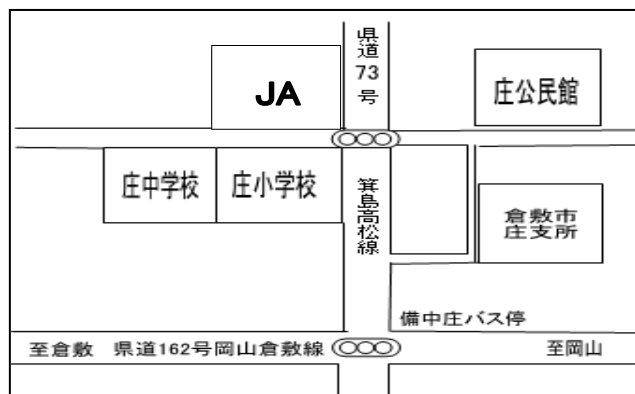 県道73号
JA
庄公民館
庄中学校
庄小学校
箕島高松線
倉敷市
庄支所
備中庄バス停
至倉敷 県道162号岡山倉敷線
至岡山